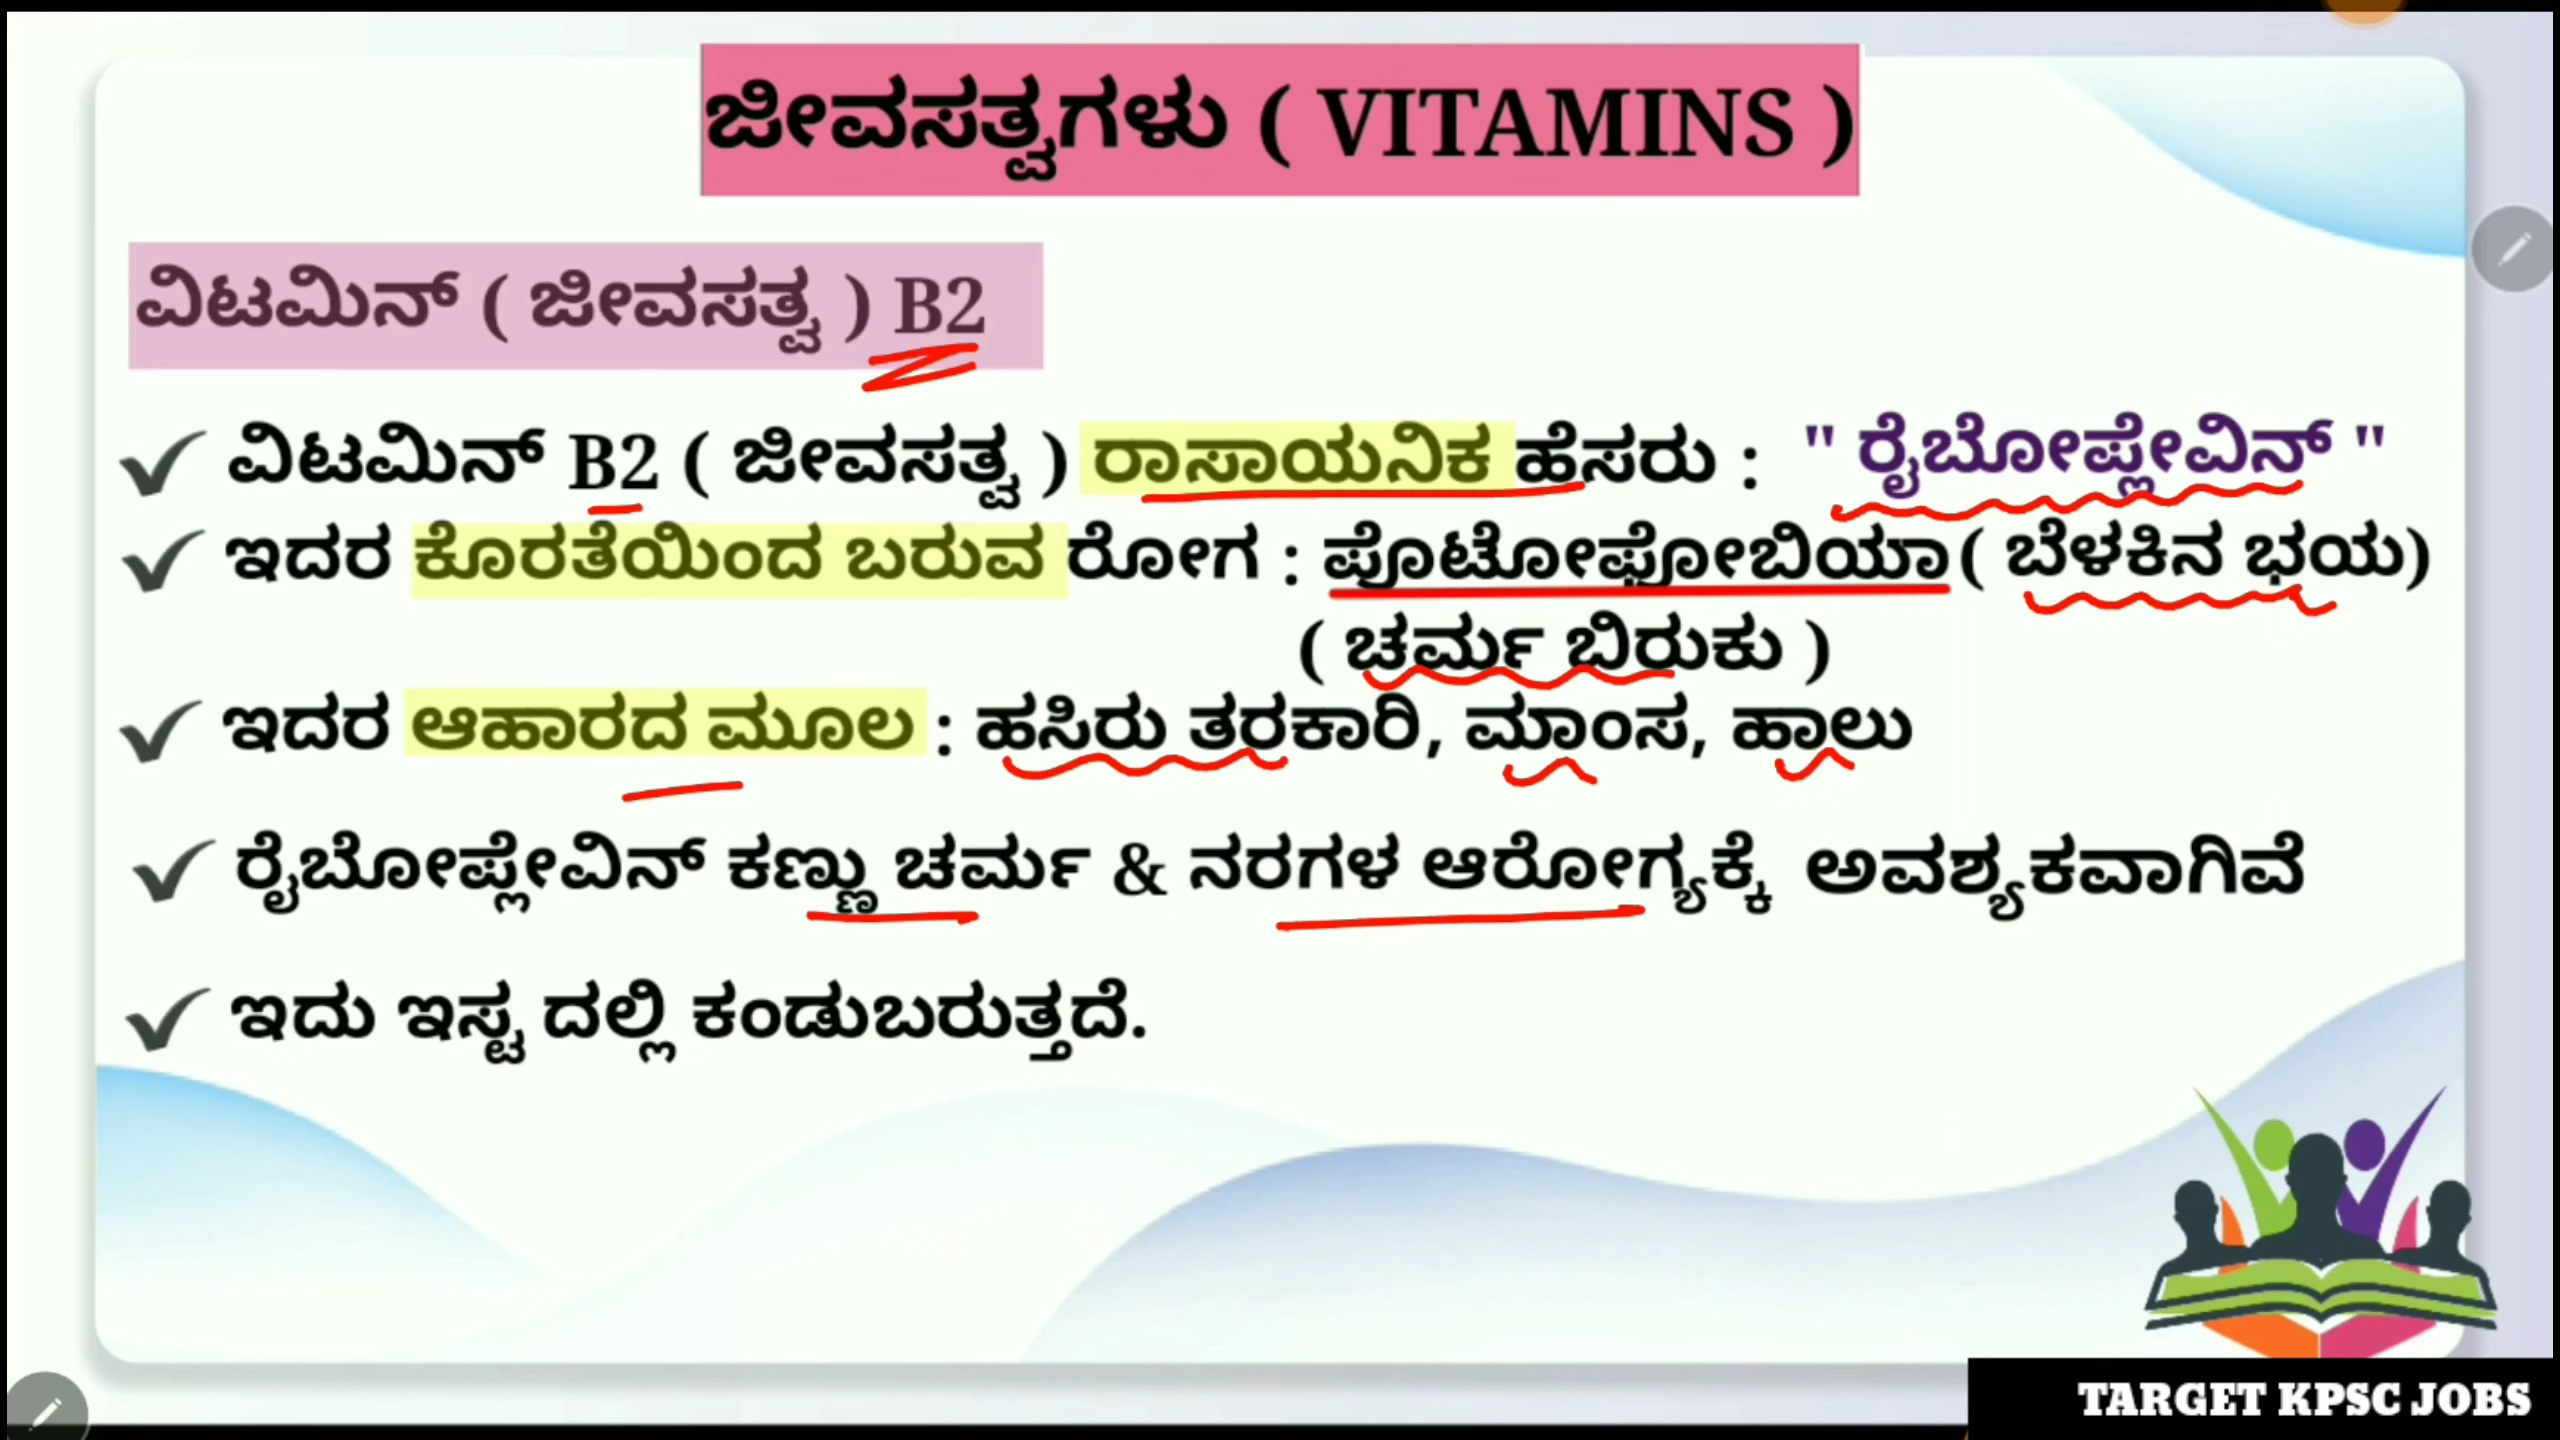 ಜೀವಸತ್ವಗಳು ( VITAMINS )
ವಿಟಮಿನ್ ( ಜೀವಸತ್ವ ) B2
✓ ವಿಟಮಿನ್ B2 ( ಜೀವಸತ್ವ ) ರಾಸಾಯನಿಕ ಹೆಸರು : " ರೈಬೋಪ್ಲೇವಿನ್ "
✓ ಇದರ ಕೊರತೆಯಿಂದ ಬರುವ ರೋಗ : ಪೊಟೋಫೋಬಿಯಾ ( ಬೆಳಕಿನ ಭಯ)
( ಚರ್ಮ ಬಿರುಕು )
✓ ಇದರ ಆಹಾರದ ಮೂಲ : ಹಸಿರು ತರಕಾರಿ, ಮಾಂಸ, ಹಾಲು
✓ ರೈಬೋಪ್ಲೇವಿನ್ ಕಣ್ಣು ಚರ್ಮ & ನರಗಳ ಆರೋಗ್ಯಕ್ಕೆ ಅವಶ್ಯಕವಾಗಿವೆ
✓ ಇದು ಇಸ್ಟ ದಲ್ಲಿ ಕಂಡುಬರುತ್ತದೆ.
TARGET KPSC JOBS